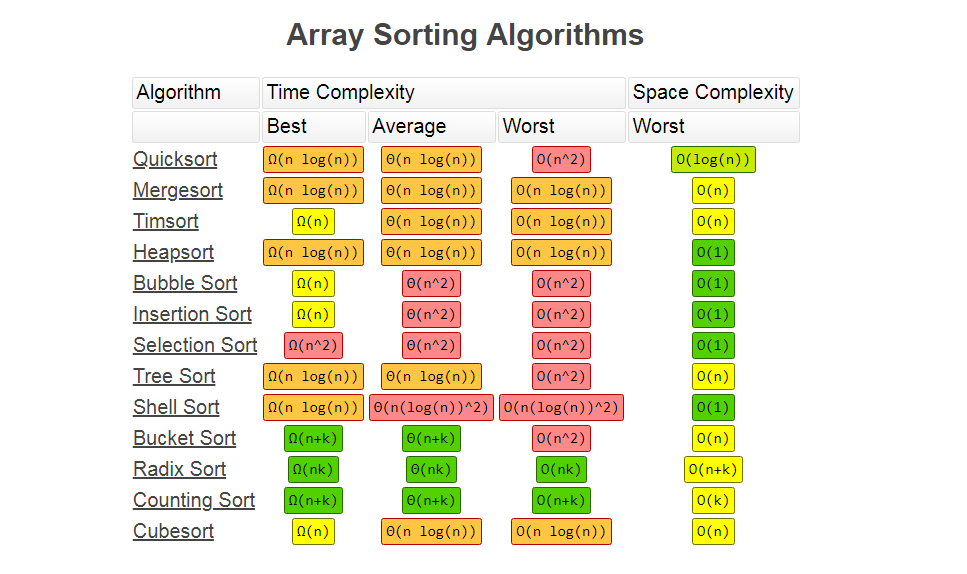 Array Sorting Algorithms
Algorithm Time Complexity Space Complexity
Best Average Worst Worst
Quicksort Ω(n log(n)) Θ(n log(n)) O(n^2) O(log(n))
Mergesort Ω(n log(n)) Θ(n log(n)) O(n log(n)) O(n)
Timsort Ω(n) Θ(n log(n)) O(n log(n)) O(n)
Heapsort Ω(n log(n)) Θ(n log(n)) O(n log(n)) O(1)
Bubble Sort Ω(n) Θ(n^2) O(n^2) O(1)
Insertion Sort Ω(n) Θ(n^2) O(n^2) O(1)
Selection Sort Ω(n^2) Θ(n^2) O(n^2) O(1)
Tree Sort Ω(n log(n)) Θ(n log(n)) O(n^2) O(n)
Shell Sort Ω(n log(n)) Θ(n(log(n))^2) O(n(log(n))^2) O(1)
Bucket Sort Ω(n+k) Θ(n+k) O(n^2) O(n)
Radix Sort Ω(nk) Θ(nk) O(nk) O(n+k)
Counting Sort Ω(n+k) Θ(n+k) O(n+k) O(k)
Cubesort Ω(n) Θ(n log(n)) O(n log(n)) O(n)